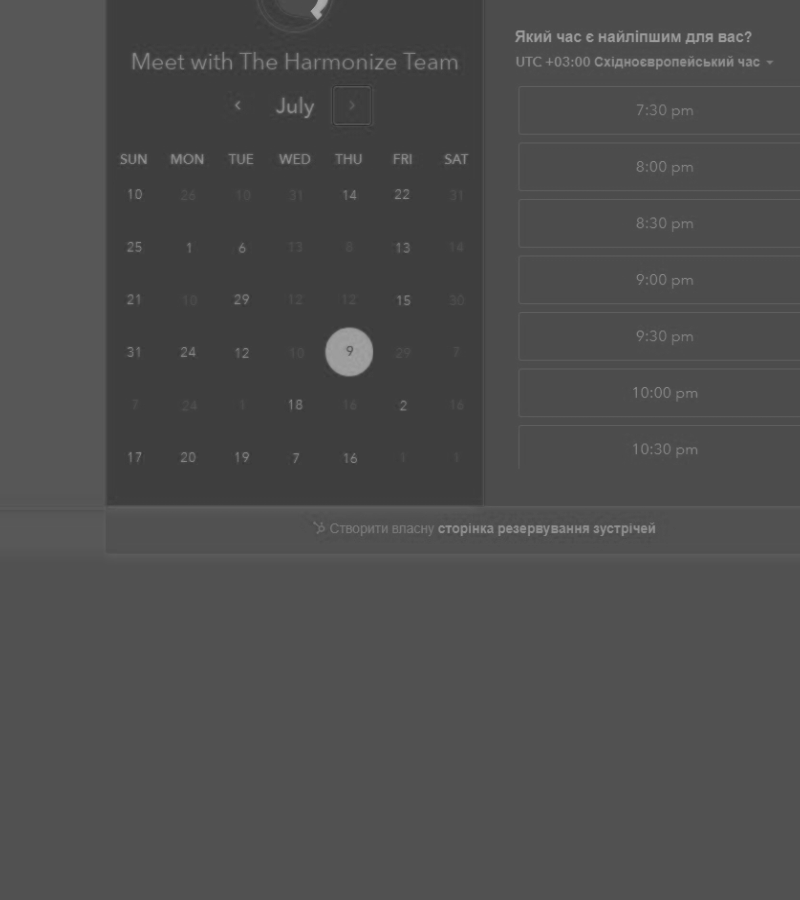 Meet with The Harmonize Team
July
SUN MON TUE WED THU FRI SAT
10 26 10 31 14 22 31
25 1 6 13 8 13 14
21 10 29 12 12 15 30
31 24 12 10 9 29 7
7 24 1 18 16 2 16
17 20 19 7 16
Який час є найліпшим для вас?
UTC +03:00 Східноєвропейський час
7:30 pm
8:00 pm
8:30 pm
9:00 pm
9:30 pm
10:00 pm
10:30 pm
Створити власну сторінка резервування зустрічей